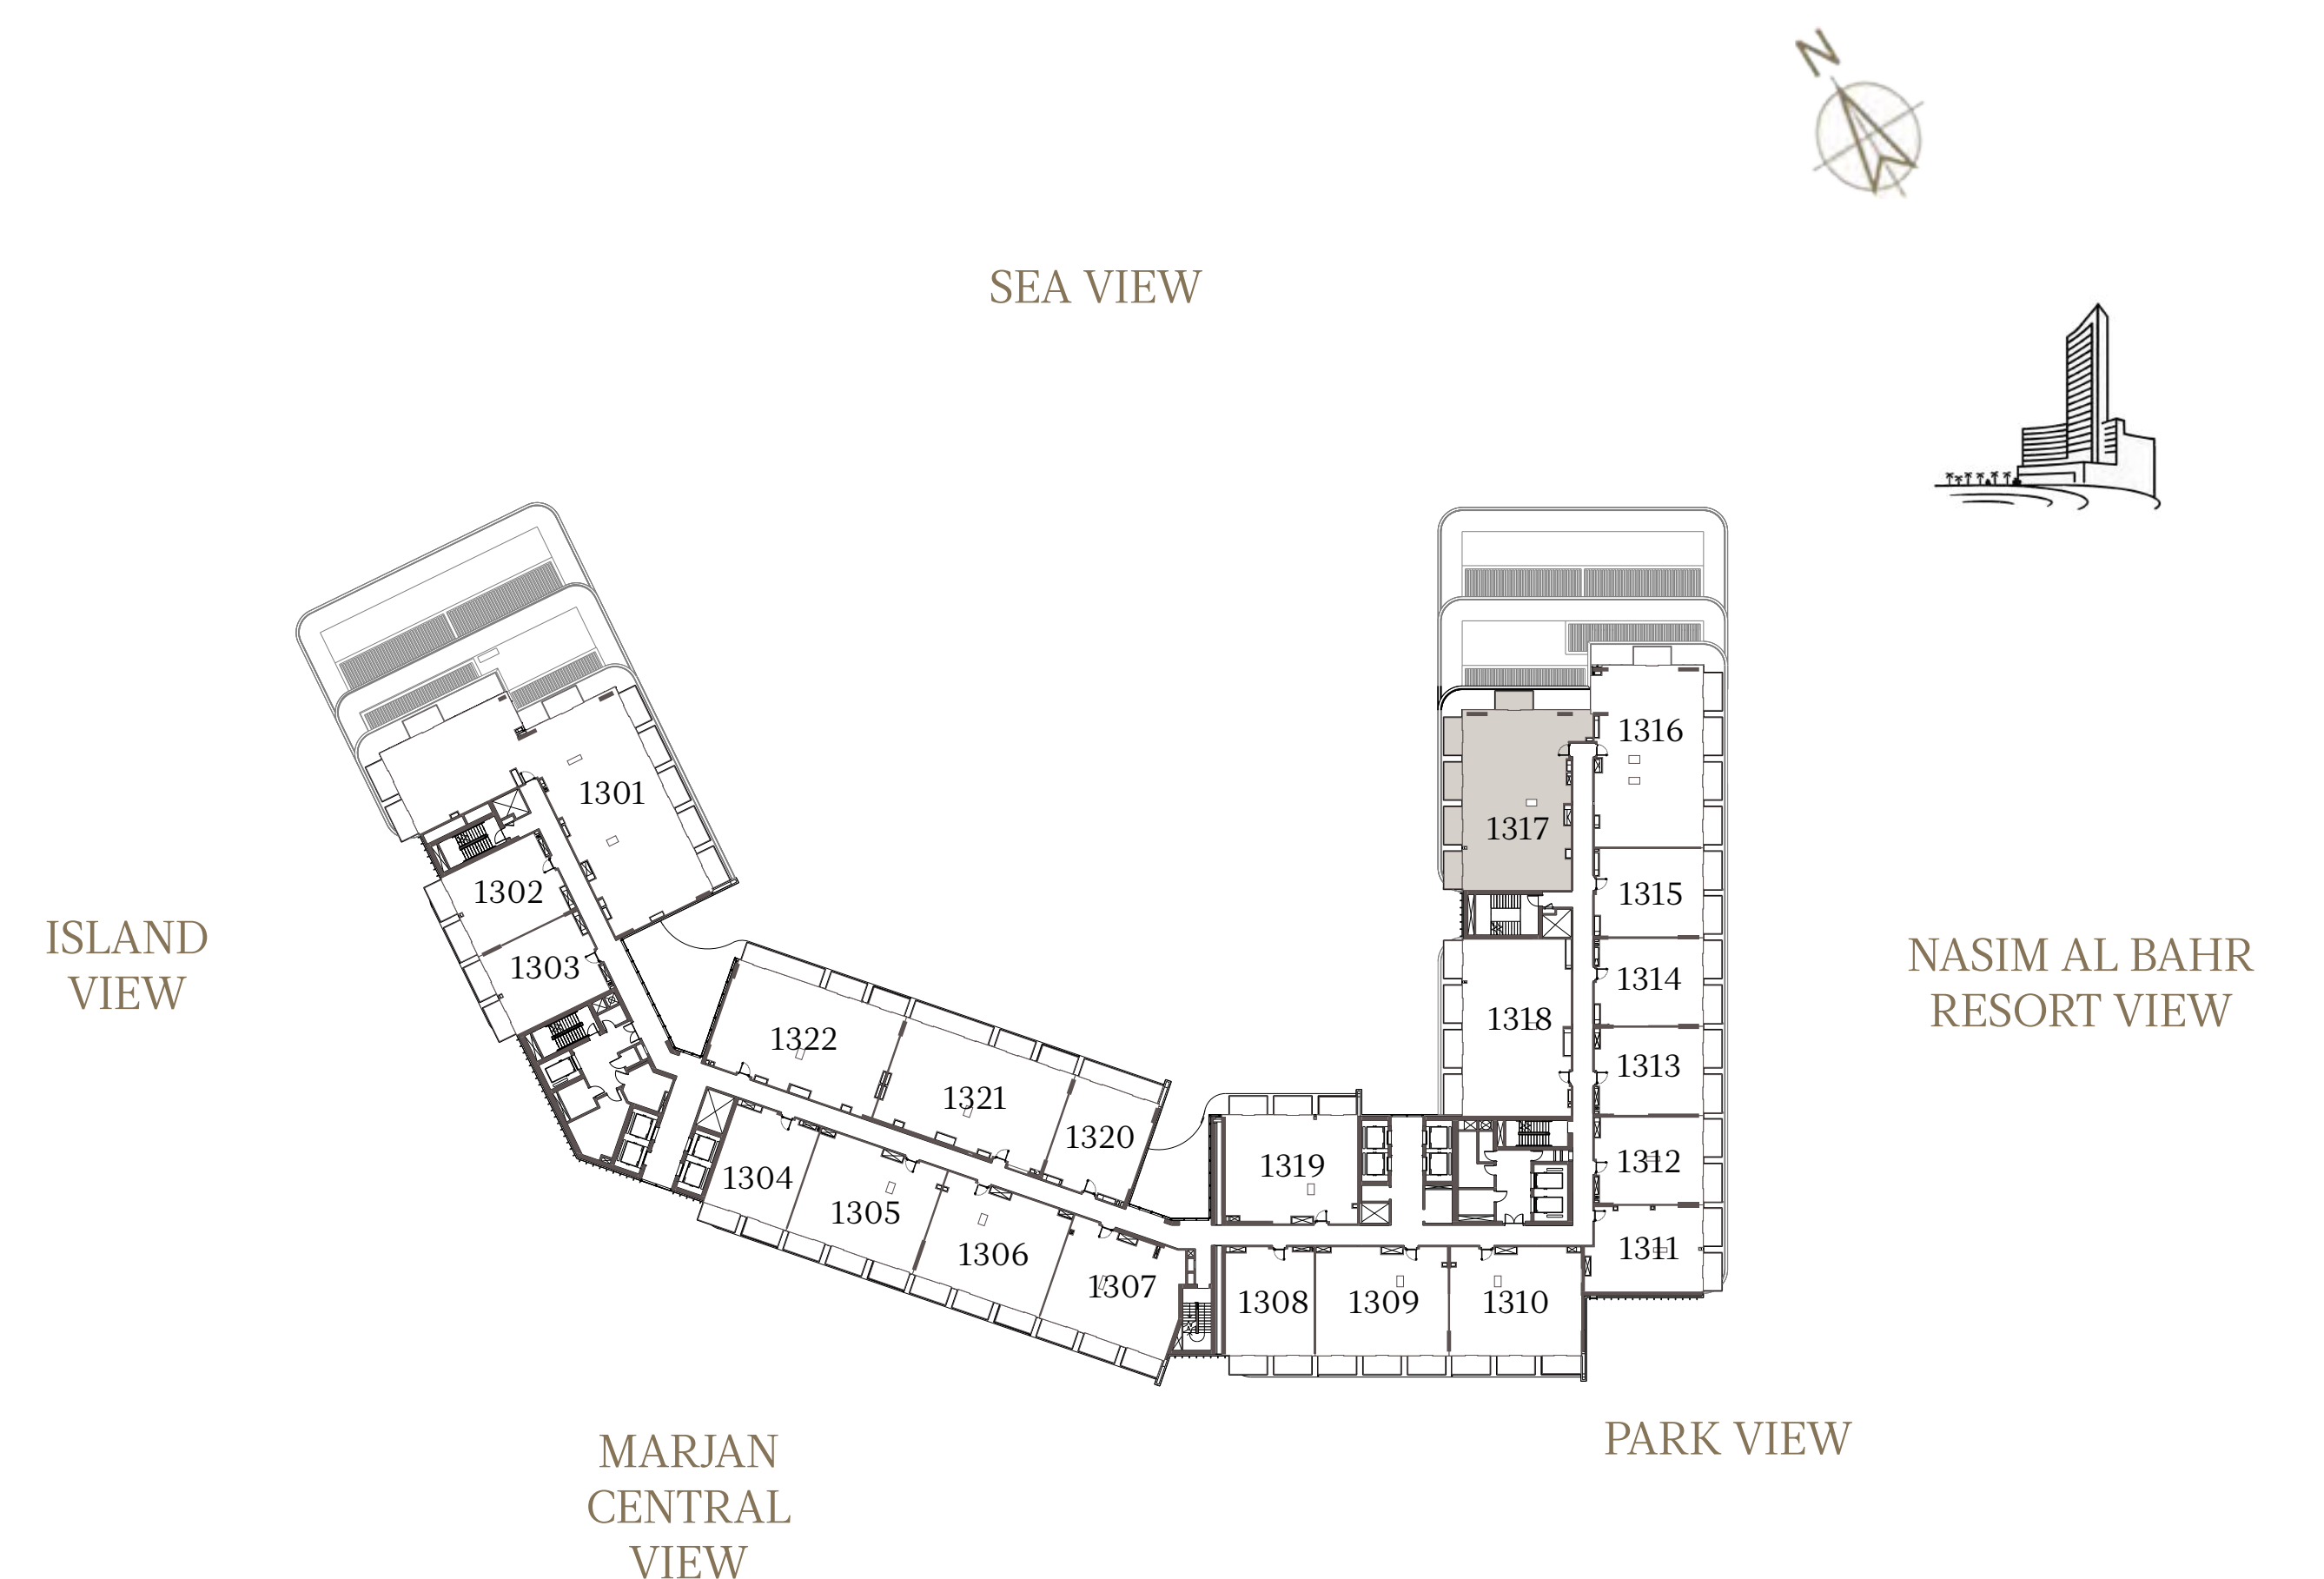 N
SEA VIEW
1316
1301
1317
1302
1315
ISLAND
VIEW
1303
1314
NASIM AL BAHR
RESORT VIEW
1318
1322
1313
1321
1320
1312
1319
1304
1305
1311
1306
1307
1308
1309
1310
PARK VIEW
MARJAN
CENTRAL
VIEW